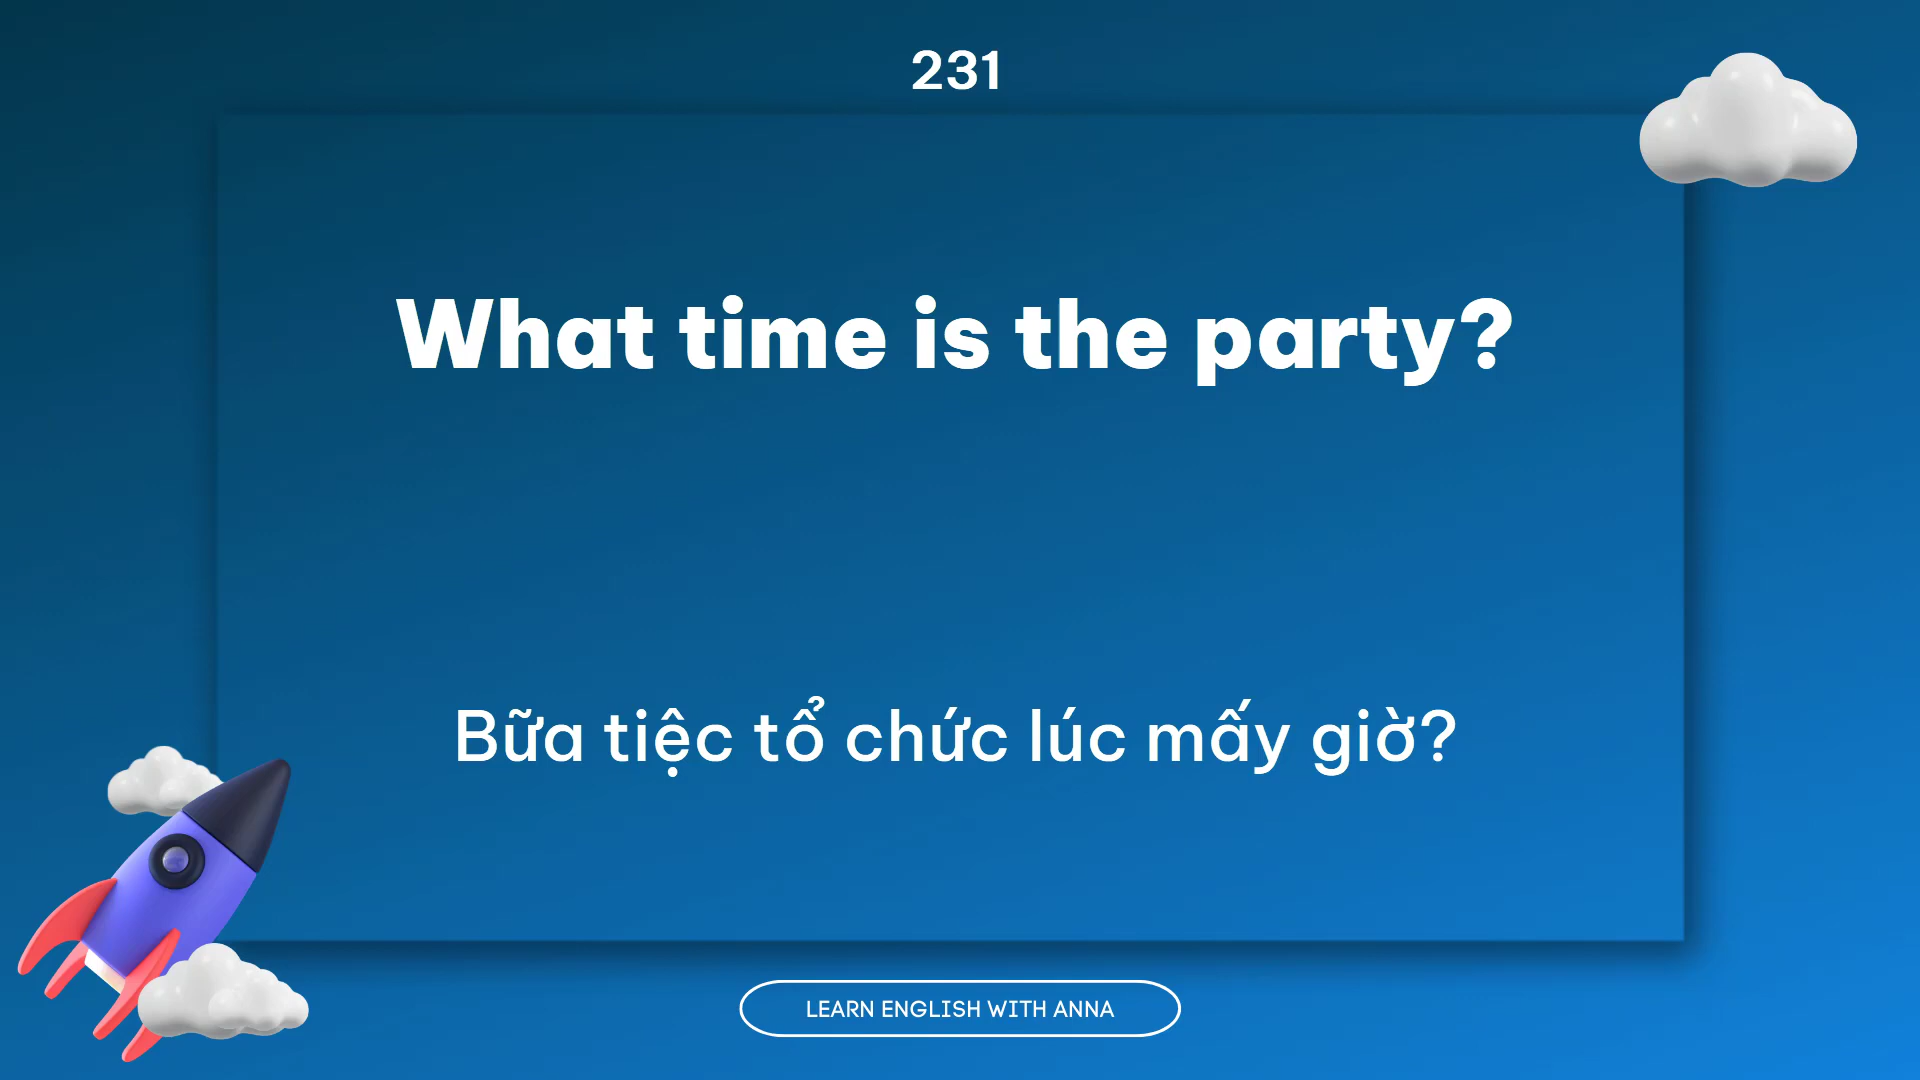 231
What time is the party?
Bữa tiệc tổ chức lúc mấy giờ?
LEARN ENGLISH WITH ANNA